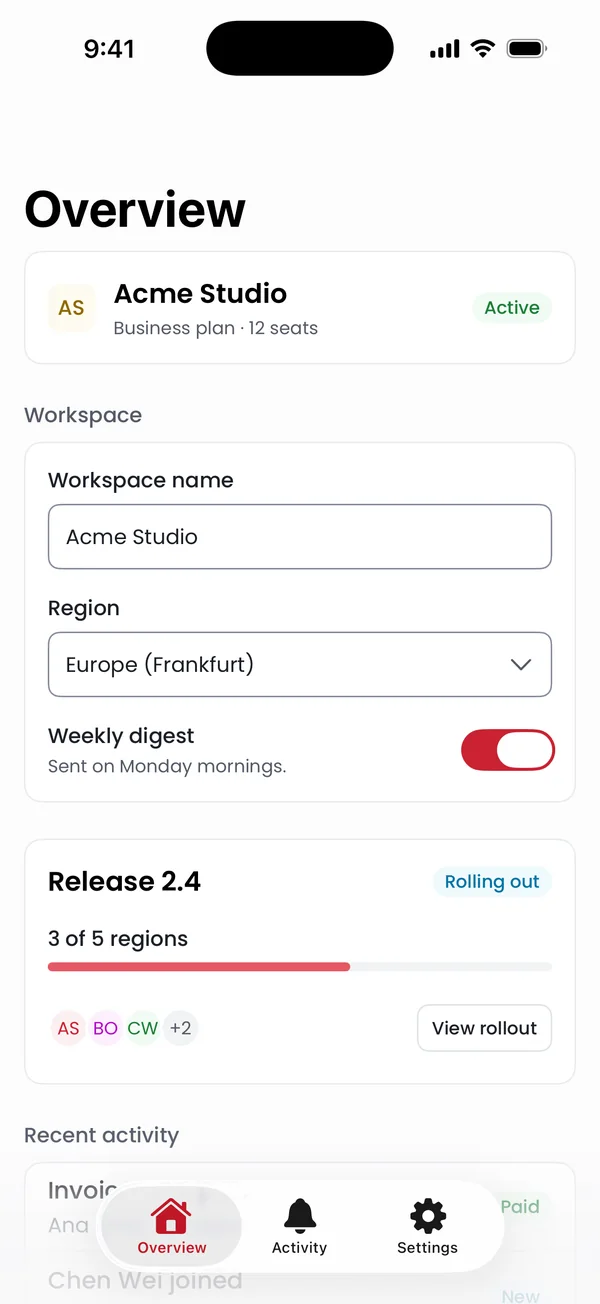 9:41
Overview
AS
Acme Studio
Business plan · 12 seats
Active
Workspace
Workspace name
Acme Studio
Region
Europe (Frankfurt)
Weekly digest
Sent on Monday mornings.
Release 2.4
Rolling out
3 of 5 regions
AS
BO
CW
+2
View rollout
Recent activity
Ana
Paid
Chen Wei joined
New
Overview
Activity
Settings